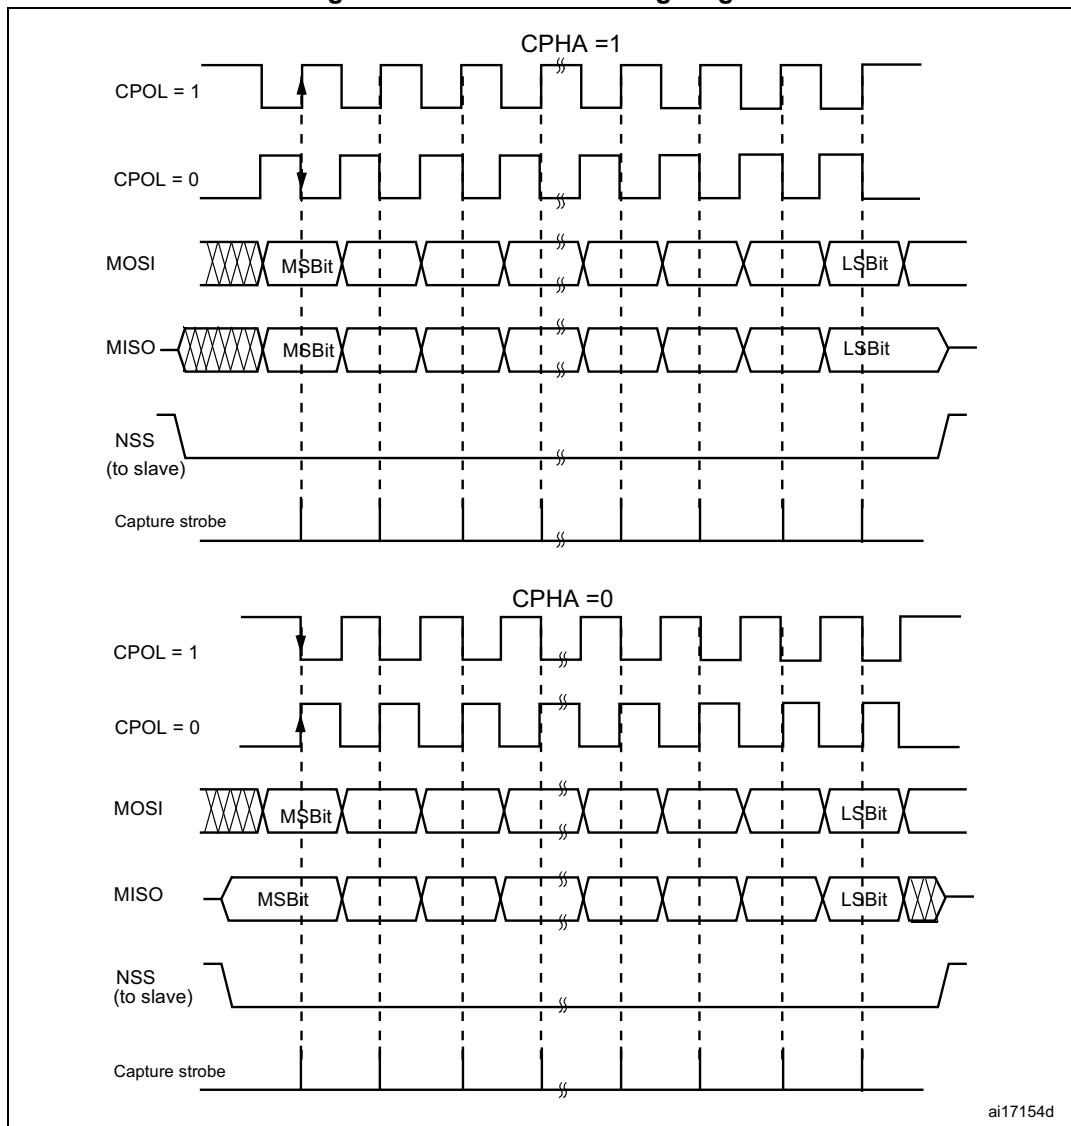 CPHA =1
CPOL = 1
CPOL = 0
MOSI MSBit LSBit
MISO MSBit LSBit
NSS
(to slave)
Capture strobe
CPHA =0
CPOL = 1
CPOL = 0
MOSI MSBit LSBit
MISO MSBit LSBit
NSS
(to slave)
Capture strobe
ai17154d